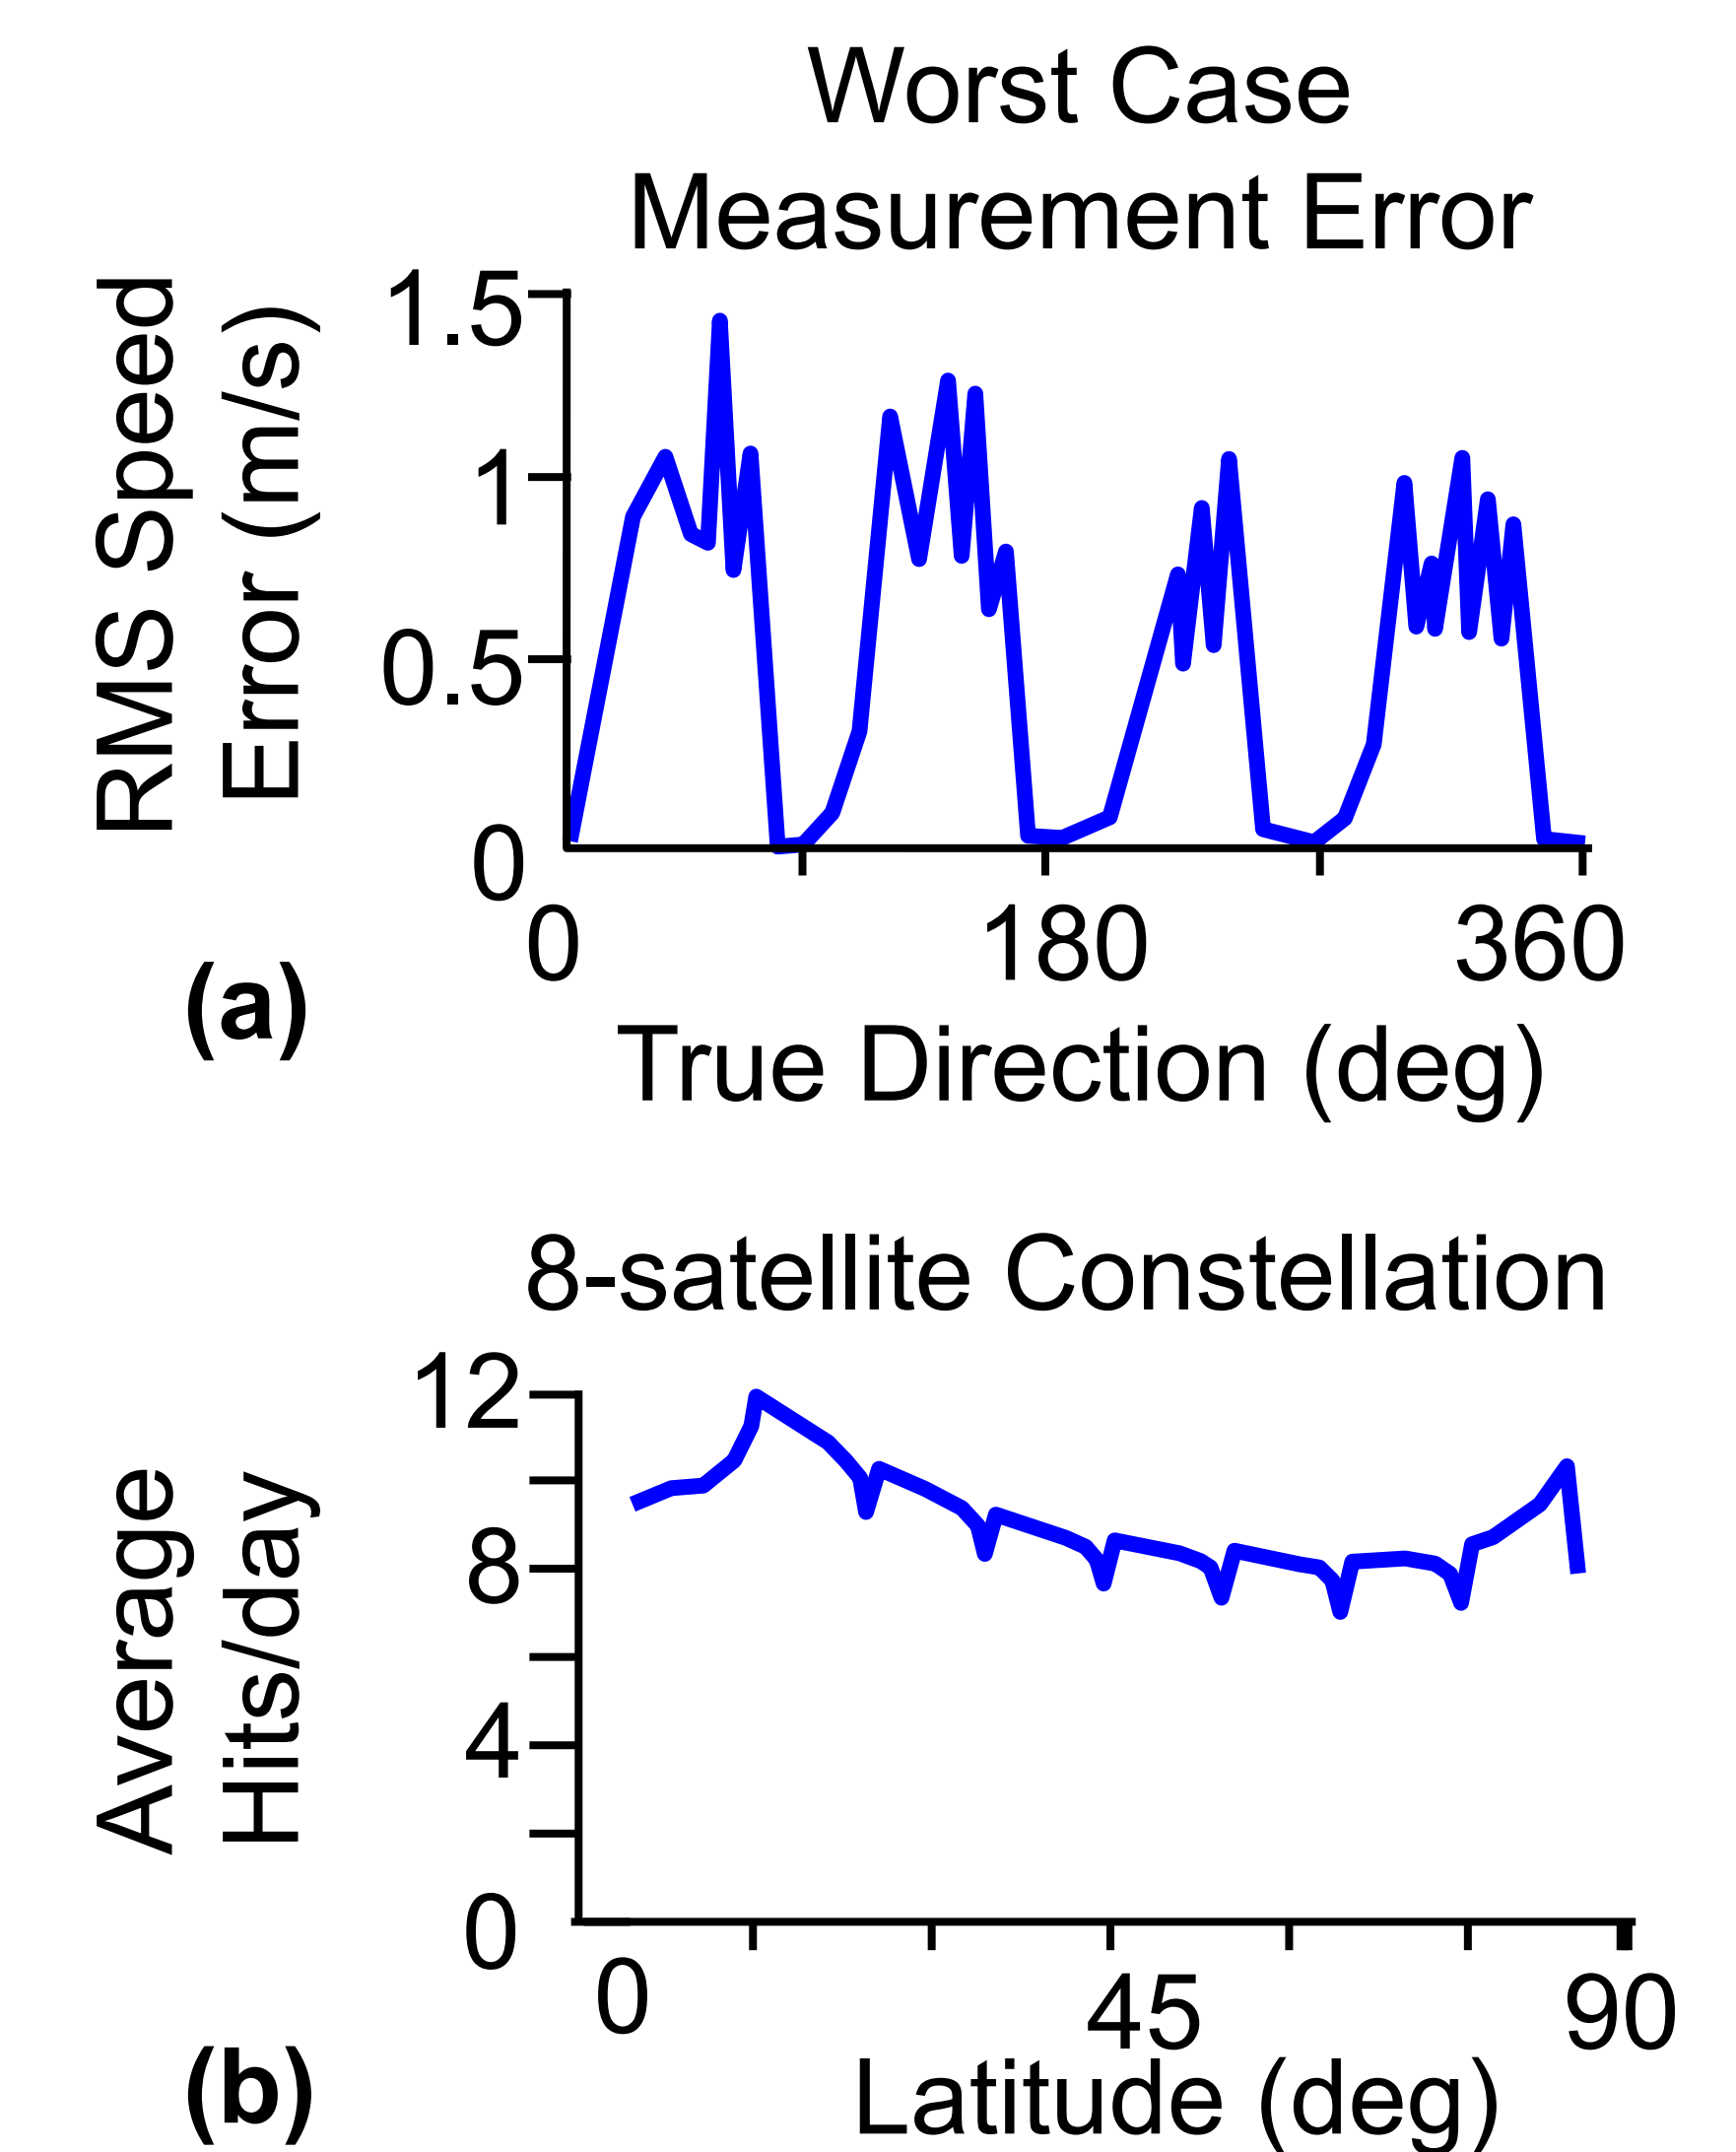 Worst Case
Measurement Error
RMS Speed
Error (m/s)
1.5
1
0.5
0
0 180 360
True Direction (deg)
(a)
8-satellite Constellation
Average
Hits/day
12
8
4
0
0 45 90
Latitude (deg)
(b)